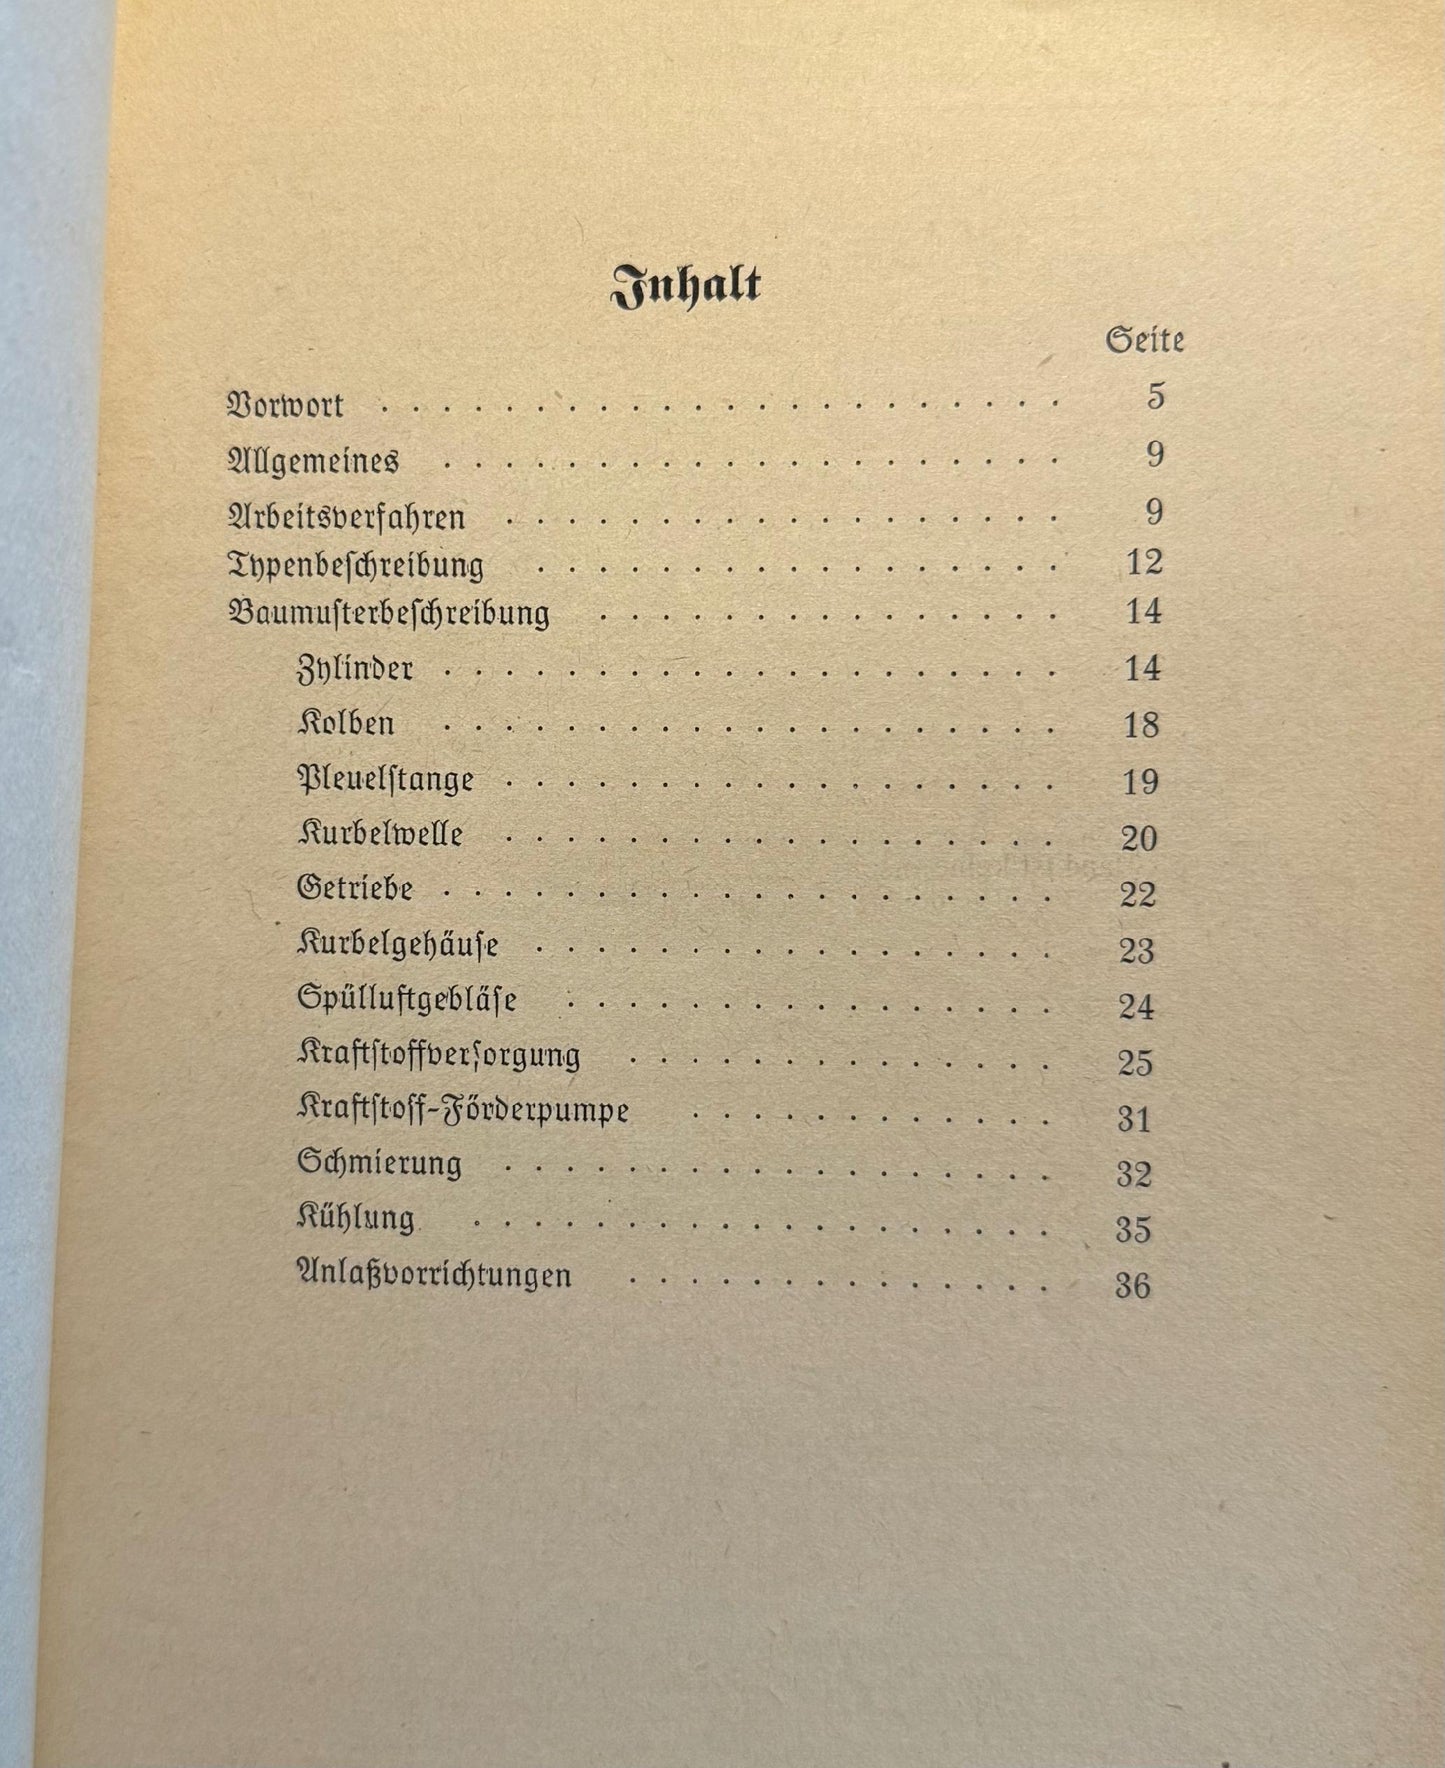 Inhalt
Seite
Vorwort . . . . . . . . . . . . . . . . . . . . . . 5
Allgemeines . . . . . . . . . . . . . . . . . . . . 9
Arbeitsverfahren . . . . . . . . . . . . . . . . . . 9
Typenbeſchreibung . . . . . . . . . . . . . . . . . 12
Baumuſterbeſchreibung . . . . . . . . . . . . . . . 14
Zylinder . . . . . . . . . . . . . . . . . . . . 14
Kolben . . . . . . . . . . . . . . . . . . . . 18
Pleuelſtange . . . . . . . . . . . . . . . . . . 19
Kurbelwelle . . . . . . . . . . . . . . . . . . 20
Getriebe . . . . . . . . . . . . . . . . . . . . 22
Kurbelgehäuſe . . . . . . . . . . . . . . . . . 23
Spülluftgebläſe . . . . . . . . . . . . . . . . 24
Kraftſtoffverſorgung . . . . . . . . . . . . . . 25
Kraftſtoff-Förderpumpe . . . . . . . . . . . . 31
Schmierung . . . . . . . . . . . . . . . . . . 32
Kühlung . . . . . . . . . . . . . . . . . . . 35
Anlaßvorrichtungen . . . . . . . . . . . . . . 36